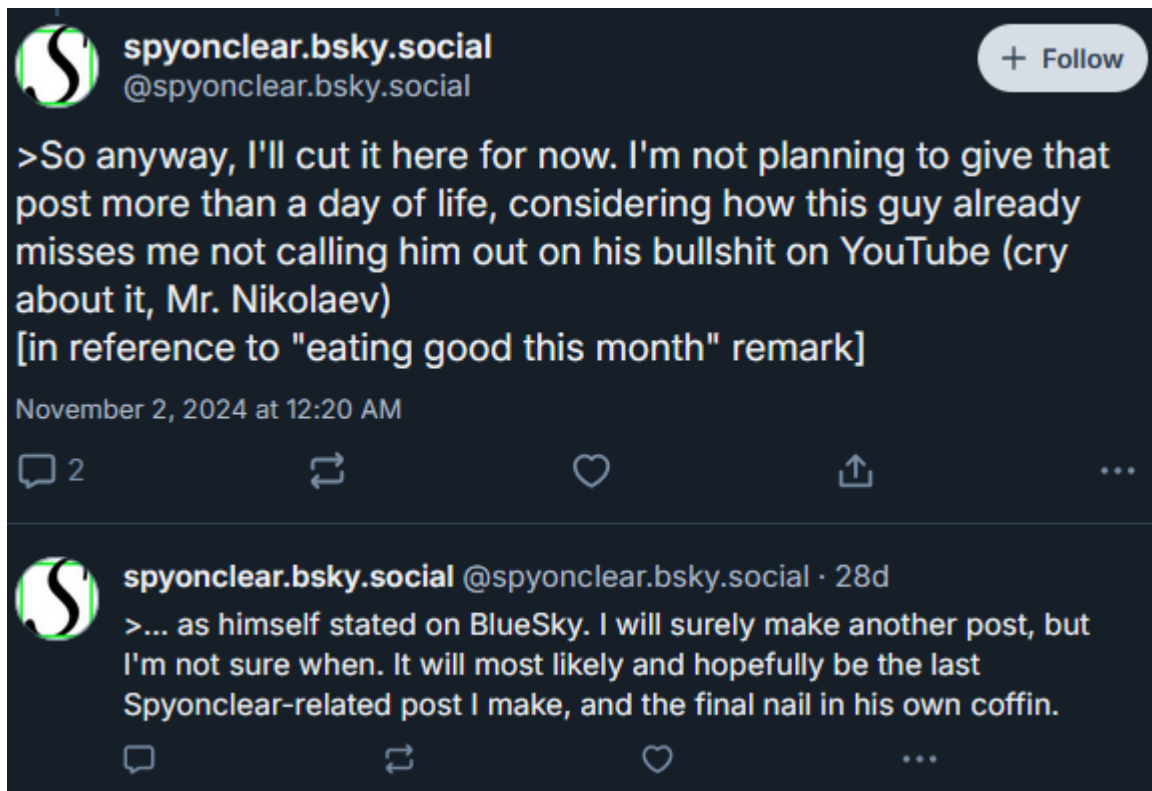 spyonclear.bsky.social
@spyonclear.bsky.social
+ Follow
>So anyway, I'll cut it here for now. I'm not planning to give that
post more than a day of life, considering how this guy already
misses me not calling him out on his bullshit on YouTube (cry
about it, Mr. Nikolaev)
[in reference to "eating good this month" remark]
November 2, 2024 at 12:20 AM
2
spyonclear.bsky.social @spyonclear.bsky.social · 28d
>... as himself stated on BlueSky. I will surely make another post, but
I'm not sure when. It will most likely and hopefully be the last
Spyonclear-related post I make, and the final nail in his own coffin.